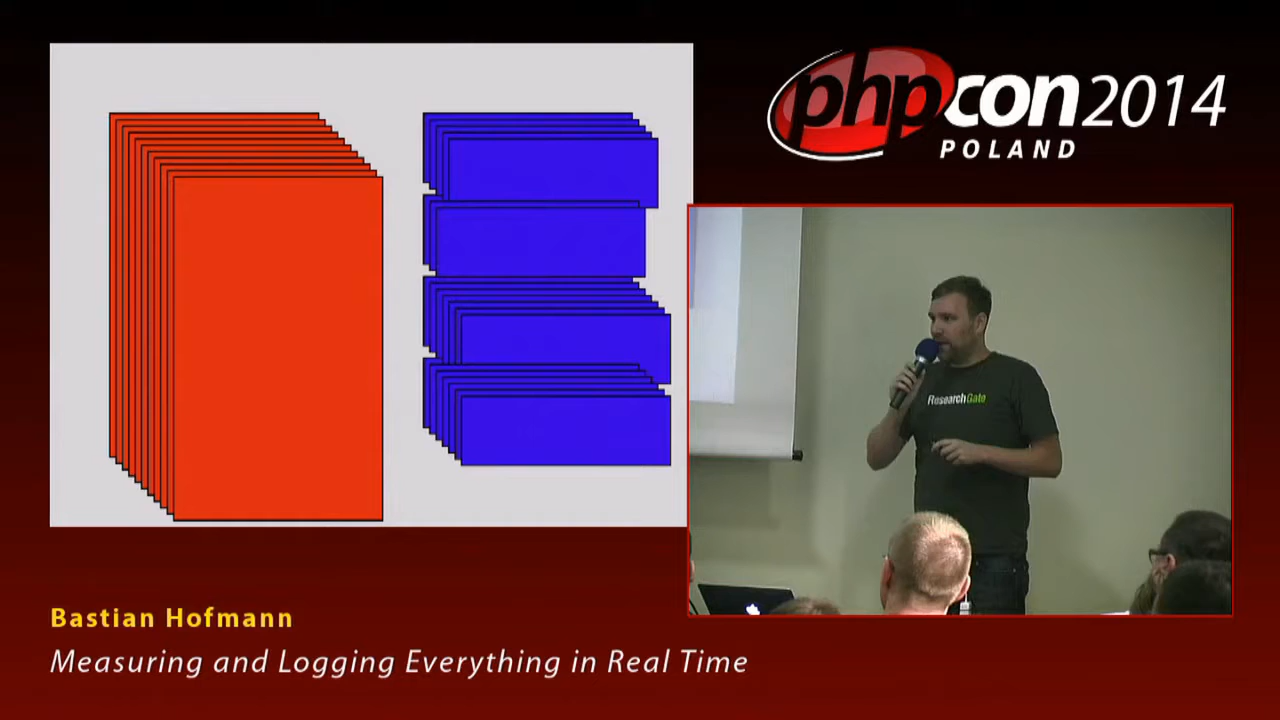 phpcon2014
POLAND
ResearchGate
Bastian Hofmann
Measuring and Logging Everything in Real Time